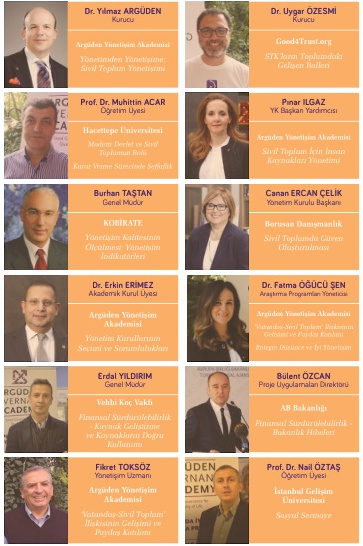 Dr. Yılmaz ARGÜDEN
Kurucu
Argüden Yönetişim Akademisi
Yönetimden Yönetişime:
Sivil Toplum Yönetişimi
Dr. Uygar ÖZESMİ
Kurucu
Good4Trust.org
STK'ların Toplumdaki
Gelişen Rolleri
Prof. Dr. Muhittin ACAR
Öğretim Üyesi
Hacettepe Üniversitesi
Modern Devlet ve Sivil
Toplumun Rolü
Karar Verme Sürecinde Şeffaflık
Pınar ILGAZ
YK Başkan Yardımcısı
Argüden Yönetişim Akademisi
Sivil Toplum İçin İnsan
Kaynakları Yönetimi
Burhan TAŞTAN
Genel Müdür
KOBİRATE
Yönetişim Kalitesinin
Ölçülmesi: Yönetişim
İndikatörleri
Canan ERCAN ÇELİK
Yönetim Kurulu Başkanı
Borusan Danışmanlık
Sivil Toplumda Güven
Oluşturulması
Dr. Erkin ERİMEZ
Akademik Kurul Üyesi
Argüden Yönetişim
Akademisi
Yönetim Kurullarının
Seçimi ve Sorumlulukları
Dr. Fatma ÖĞÜCÜ ŞEN
Araştırma Programları Yöneticisi
Argüden Yönetişim Akademisi
'Vatandaş-Sivil Toplum' İlişkisinin
Gelişimi ve Paydaş Katılımı
Entegre Düşünce ve İyi Yönetişim
Erdal YILDIRIM
Genel Müdür
Vehbi Koç Vakfı
Finansal Sürdürülebilirlik
- Kaynak Geliştirme
ve Kaynakların Doğru
Kullanımı
Bülent ÖZCAN
Proje Uygulamaları Direktörü
AB Bakanlığı
Finansal Sürdürülebilirlik -
Bakanlık Hibeleri
Fikret TOKSÖZ
Yönetişim Uzmanı
Argüden Yönetişim
Akademisi
'Vatandaş-Sivil Toplum'
İlişkisinin Gelişimi ve
Paydaş Katılımı
Prof. Dr. Nail ÖZTAŞ
Öğretim Üyesi
İstanbul Gelişim
Üniversitesi
Sosyal Sermaye